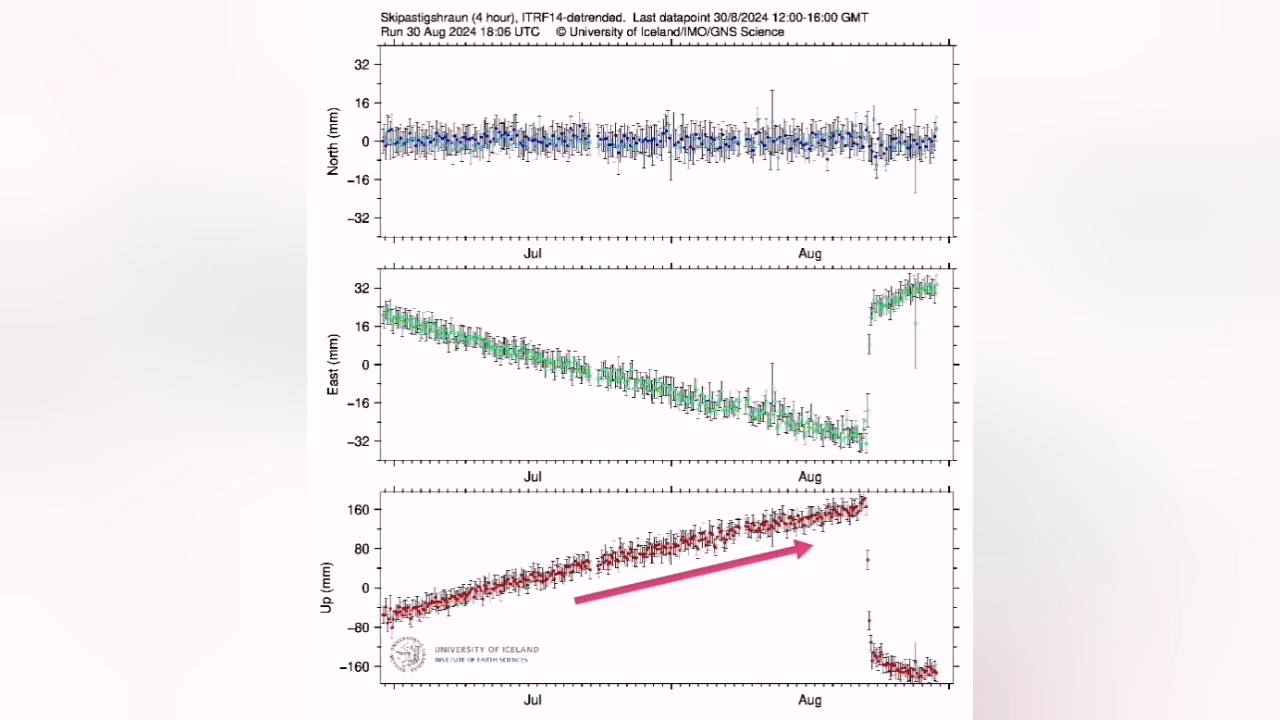 Skipastigshraun (4 hour), ITRF14-detrended. Last datapoint 30/8/2024 12:00-16:00 GMT
Run 30 Aug 2024 18:06 UTC © University of Iceland/IMO/GNS Science
North (mm)
32
16
0
−16
−32
Jul Aug
East (mm)
32
16
0
−16
−32
Jul Aug
Up (mm)
160
80
0
−80
−160
UNIVERSITY OF ICELAND
INSTITUTE OF EARTH SCIENCES
Jul Aug